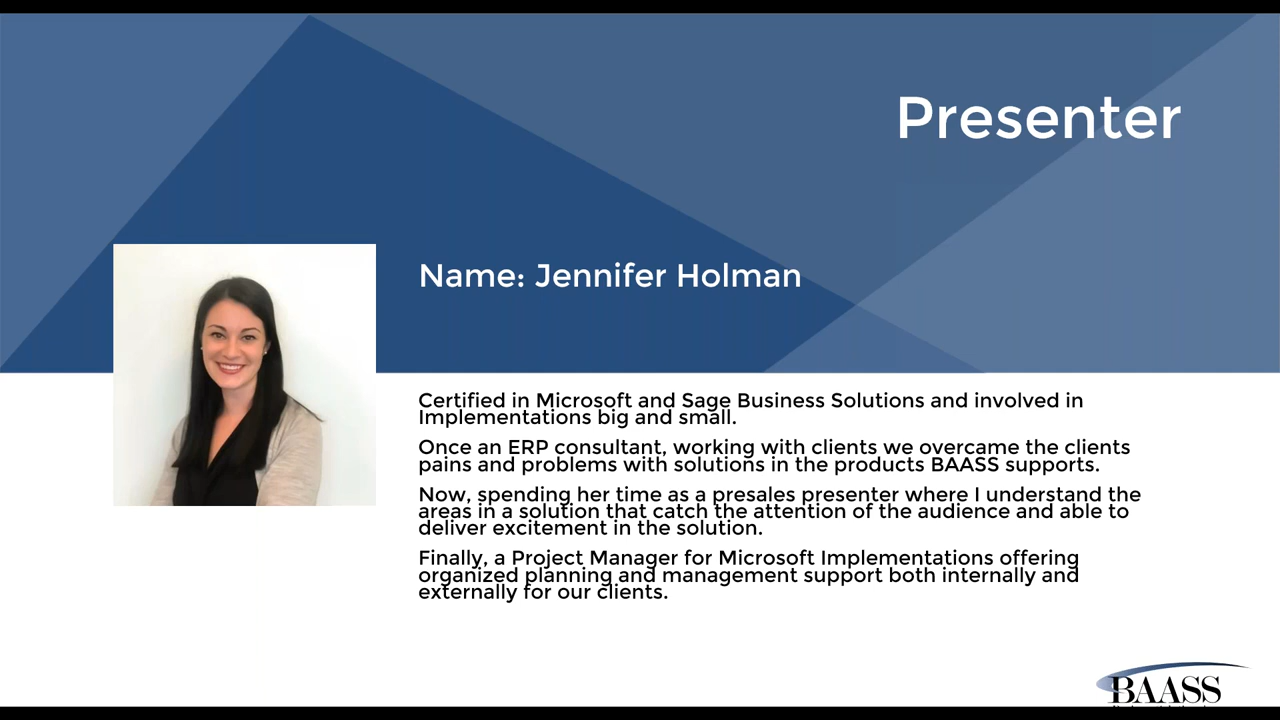 Presenter
Name: Jennifer Holman
Certified in Microsoft and Sage Business Solutions and involved in
Implementations big and small.
Once an ERP consultant, working with clients we overcame the clients
pains and problems with solutions in the products BAASS supports.
Now, spending her time as a presales presenter where I understand the
areas in a solution that catch the attention of the audience and able to
deliver excitement in the solution.
Finally, a Project Manager for Microsoft Implementations offering
organized planning and management support both internally and
externally for our clients.
BAASS